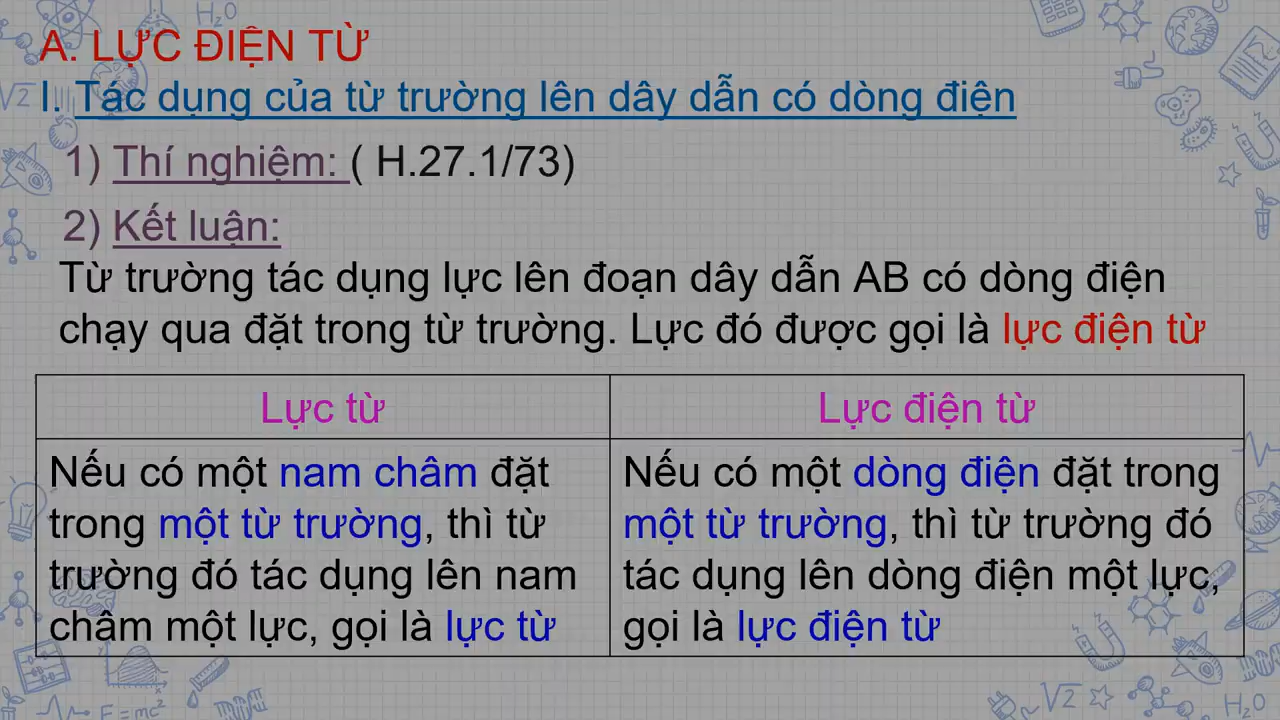 A. LỰC ĐIỆN TỪ
I. Tác dụng của từ trường lên dây dẫn có dòng điện
1) Thí nghiệm: ( H.27.1/73)
2) Kết luận:
Từ trường tác dụng lực lên đoạn dây dẫn AB có dòng điện
chạy qua đặt trong từ trường. Lực đó được gọi là lực điện từ
Lực từ
Nếu có một nam châm đặt
trong một từ trường, thì từ
trường đó tác dụng lên nam
châm một lực, gọi là lực từ
Lực điện từ
Nếu có một dòng điện đặt trong
một từ trường, thì từ trường đó
tác dụng lên dòng điện một lực,
gọi là lực điện từ
H₂O
√2
E=mc²
√2
H₂O